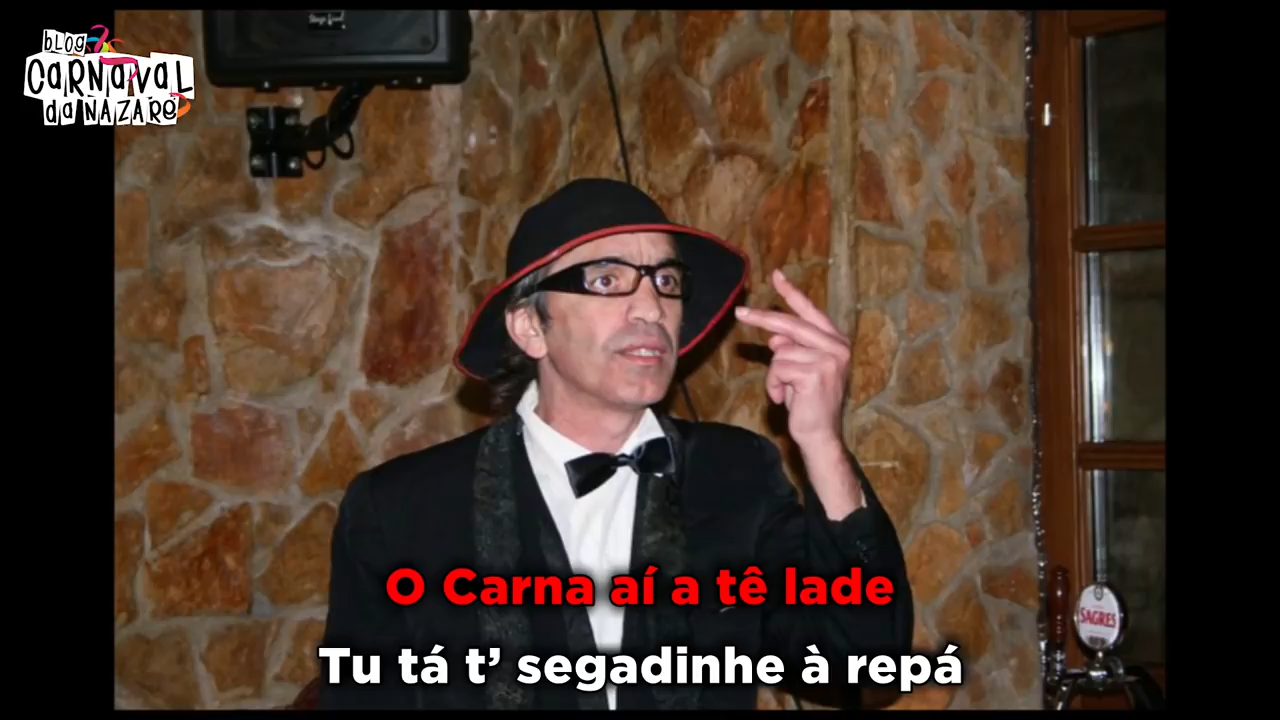 BLOG
CARNAVAL
da NAZARÉ
O Carna aí a tê lade
Tu tá t’ segadinhe à repá
SAGRES